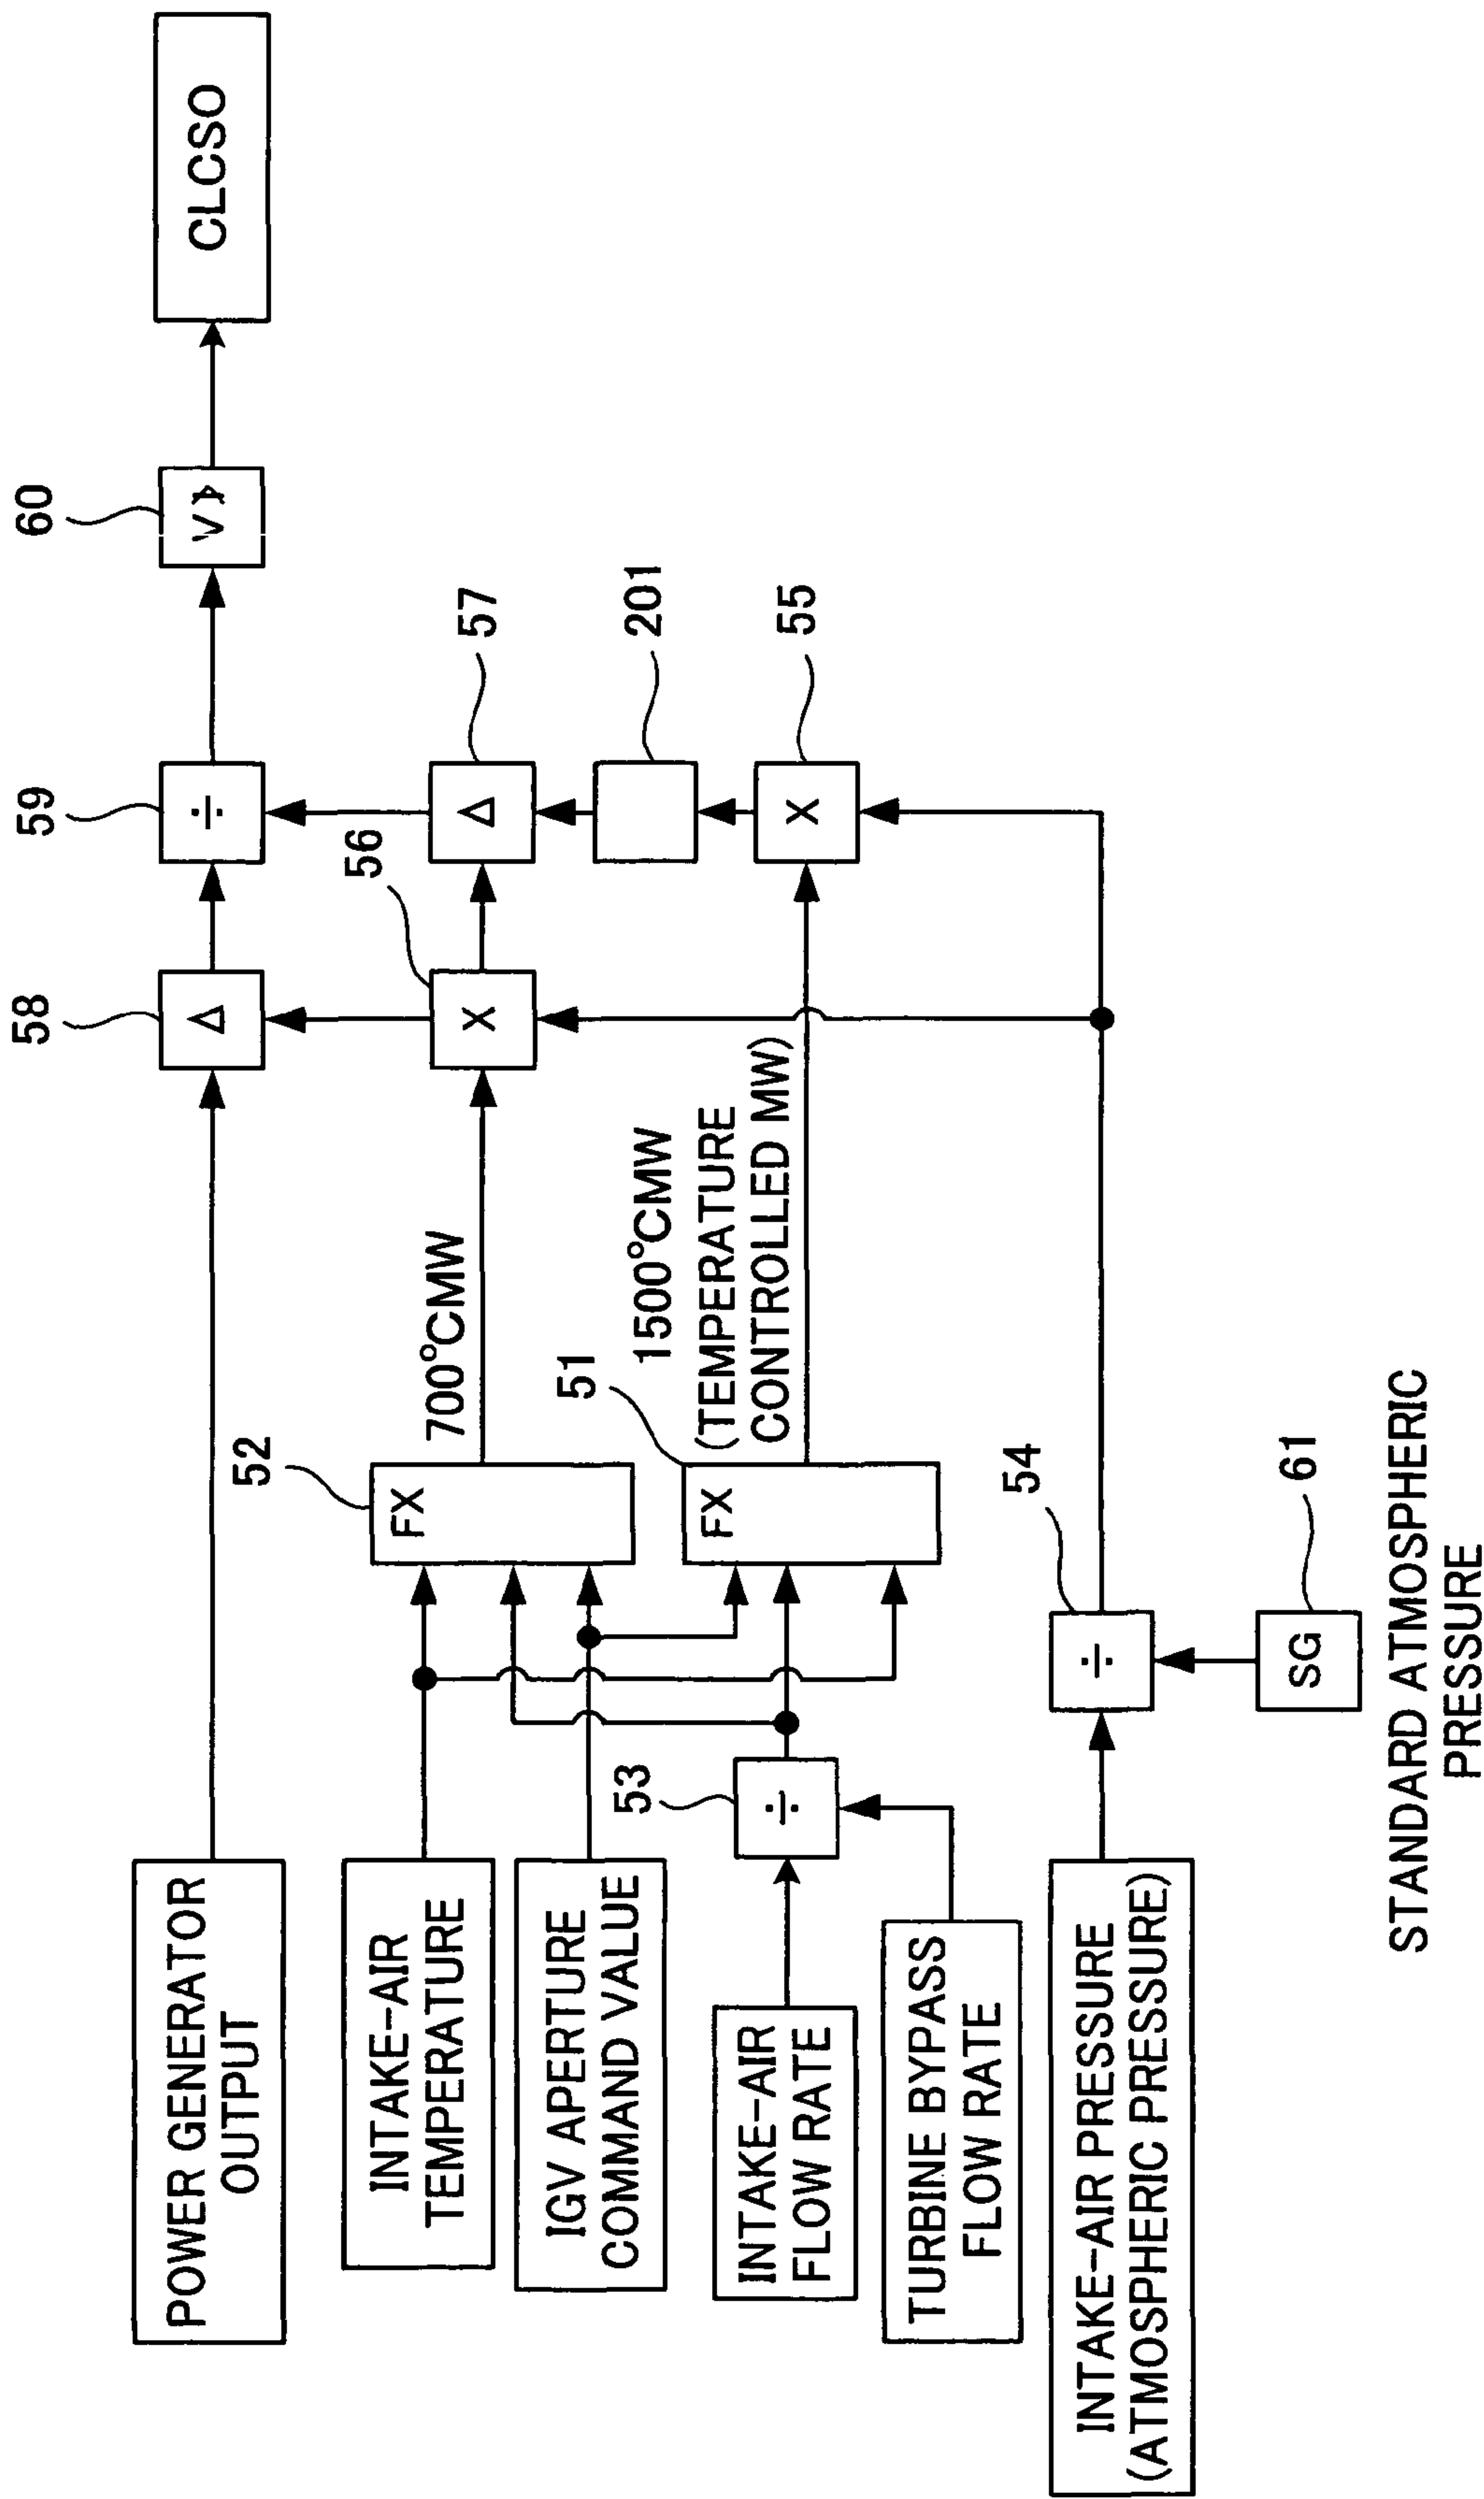 POWER GENERATOR
OUTPUT
INTAKE-AIR
TEMPERATURE
IGV APERTURE
COMMAND VALUE
INTAKE-AIR
FLOW RATE
TURBINE BYPASS
FLOW RATE
INTAKE-AIR PRESSURE
(ATMOSPHERIC PRESSURE)
53
÷
54
÷
61
SG
STANDARD ATMOSPHERIC
PRESSURE
52
FX
51
FX
700°CMW
1500°CMW
(TEMPERATURE
CONTROLLED MW)
58
Δ
56
X
59
÷
57
Δ
201
55
X
60
CLCSO